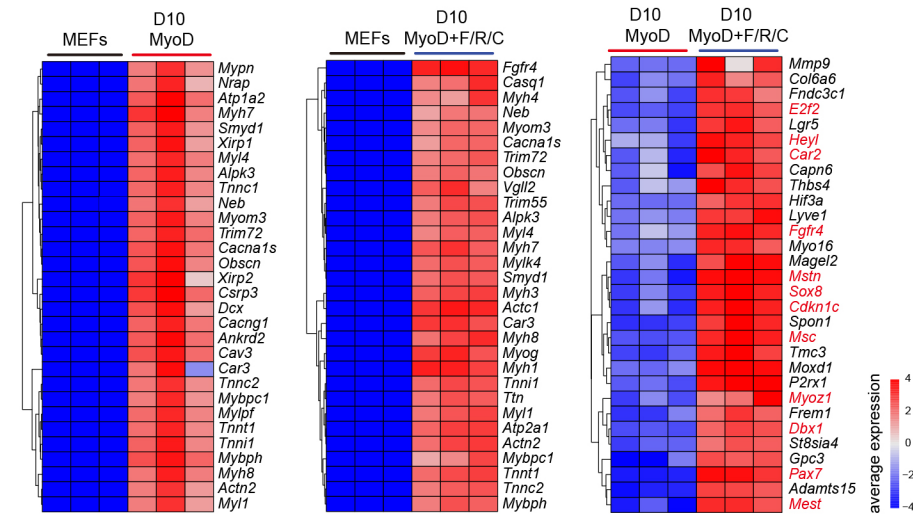 MEFs
D10
MyoD
Mypn
Nrap
Atp1a2
Myh7
Smyd1
Xirp1
Myl4
Alpk3
Tnnc1
Neb
Myom3
Trim72
Cacna1s
Obscn
Xirp2
Csrp3
Dcx
Cacng1
Ankrd2
Cav3
Car3
Tnnc2
Mybpc1
Mylpf
Tnnt1
Tnni1
Mybph
Myh8
Actn2
Myl1
MEFs
D10
MyoD+F/R/C
Fgfr4
Casq1
Myh4
Neb
Myom3
Cacna1s
Trim72
Obscn
Vgll2
Trim55
Alpk3
Myl4
Myh7
Mylk4
Smyd1
Myh3
Actc1
Car3
Myh8
Myog
Myh1
Tnni1
Ttn
Myl1
Atp2a1
Actn2
Mybpc1
Tnnt1
Tnnc2
Mybph
D10
MyoD
D10
MyoD+F/R/C
Mmp9
Col6a6
Fndc3c1
E2f2
Lgr5
Heyl
Car2
Capn6
Thbs4
Hif3a
Lyve1
Fgfr4
Myo16
Magel2
Mstn
Sox8
Cdkn1c
Spon1
Msc
Tmc3
Moxd1
P2rx1
Myoz1
Frem1
Dbx1
St8sia4
Gpc3
Pax7
Adamts15
Mest
average expression
4
2
0
−2
−4